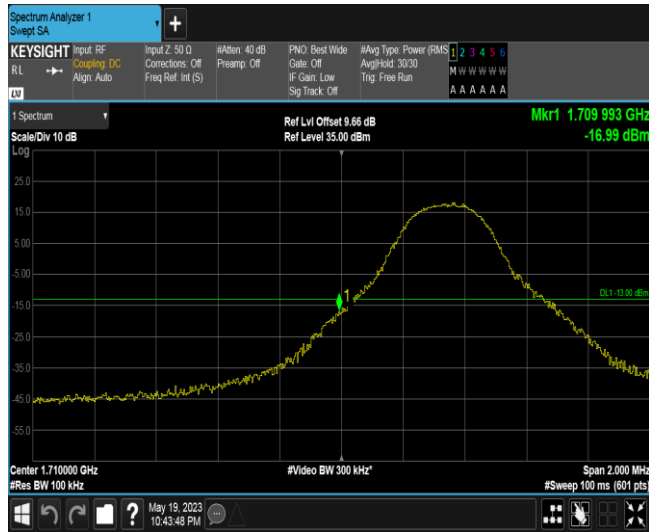 Spectrum Analyzer 1
Swept SA
+
KEYSIGHT
RL
LXI
Input: RF
Coupling: DC
Align: Auto
Input Z: 50 Ω
Corrections: Off
Freq Ref: Int (S)
#Atten: 40 dB
Preamp: Off
PNO: Best Wide
Gate: Off
IF Gain: Low
Sig Track: Off
#Avg Type: Power (RMS
Avg|Hold: 30/30
Trig: Free Run
1 2 3 4 5 6
M W W W W W
A A A A A A
1 Spectrum
Scale/Div 10 dB
Log
Ref Lvl Offset 9.66 dB
Ref Level 35.00 dBm
Mkr1 1.709 993 GHz
-16.99 dBm
25.0
15.0
5.00
-5.00
-15.0
-25.0
-35.0
-45.0
-55.0
1
DL1 -13.00 dBm
Center 1.710000 GHz
#Res BW 100 kHz
#Video BW 300 kHz*
Span 2.000 MHz
#Sweep 100 ms (601 pts)
?
May 19, 2023
10:43:48 PM